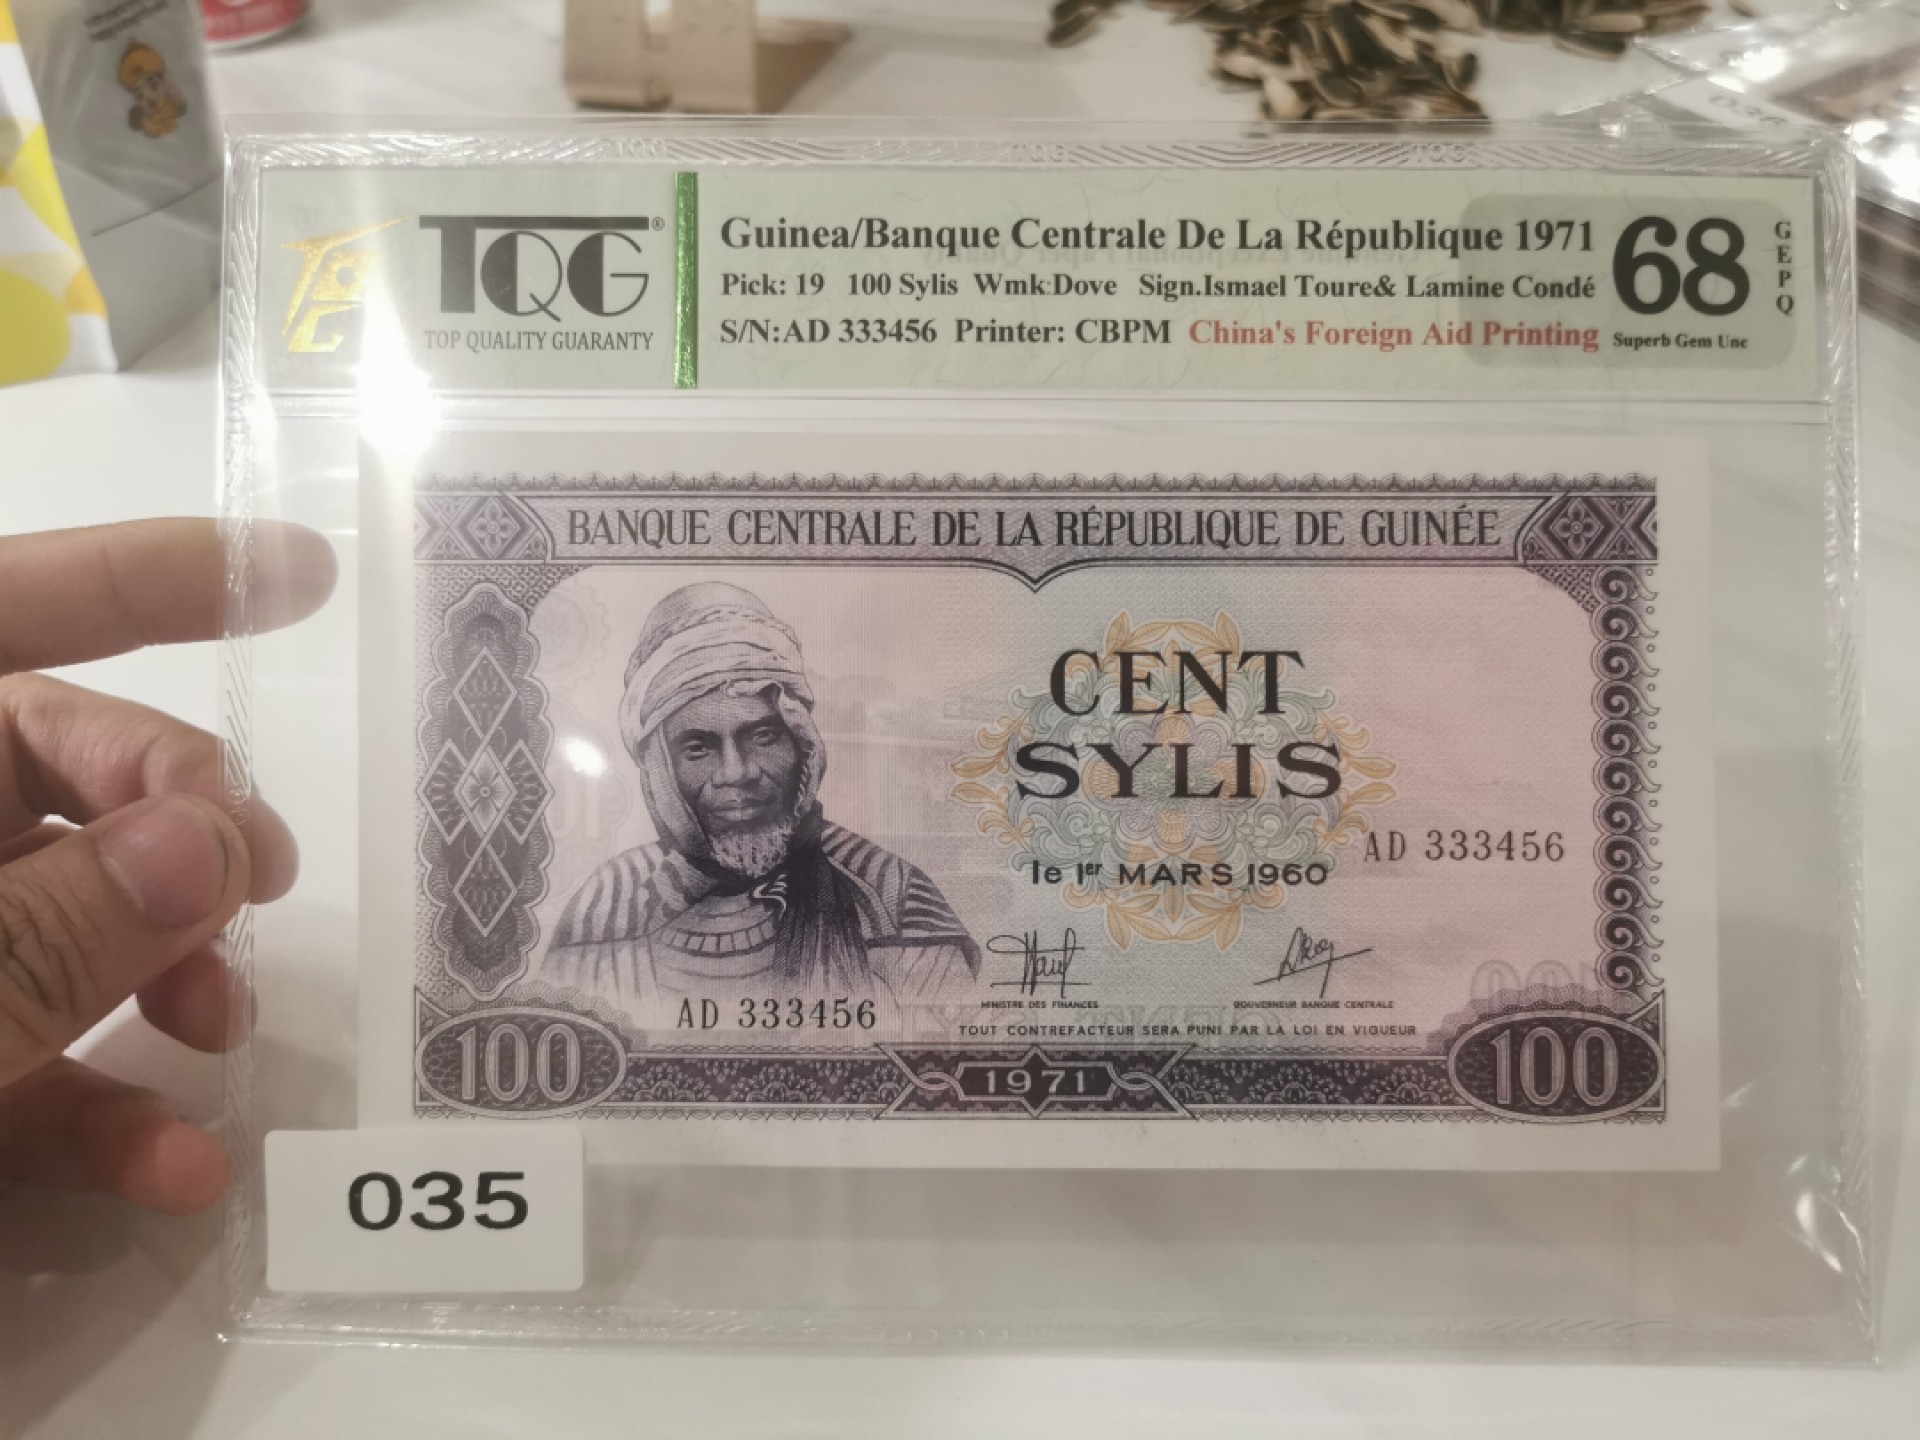 TQG®
TOP QUALITY GUARANTY
Guinea/Banque Centrale De La République 1971
Pick: 19 100 Sylis Wmk:Dove Sign.Ismael Toure& Lamine Condé
S/N:AD 333456 Printer: CBPM China's Foreign Aid Printing
68
GEPQ
Superb Gem Unc
BANQUE CENTRALE DE LA RÉPUBLIQUE DE GUINÉE
CENT
SYLIS
AD 333456
le 1er MARS 1960
MINISTRE DES FINANCES
GOUVERNEUR BANQUE CENTRALE
AD 333456
TOUT CONTREFACTEUR SERA PUNI PAR LA LOI EN VIGUEUR
100
1971
100
035